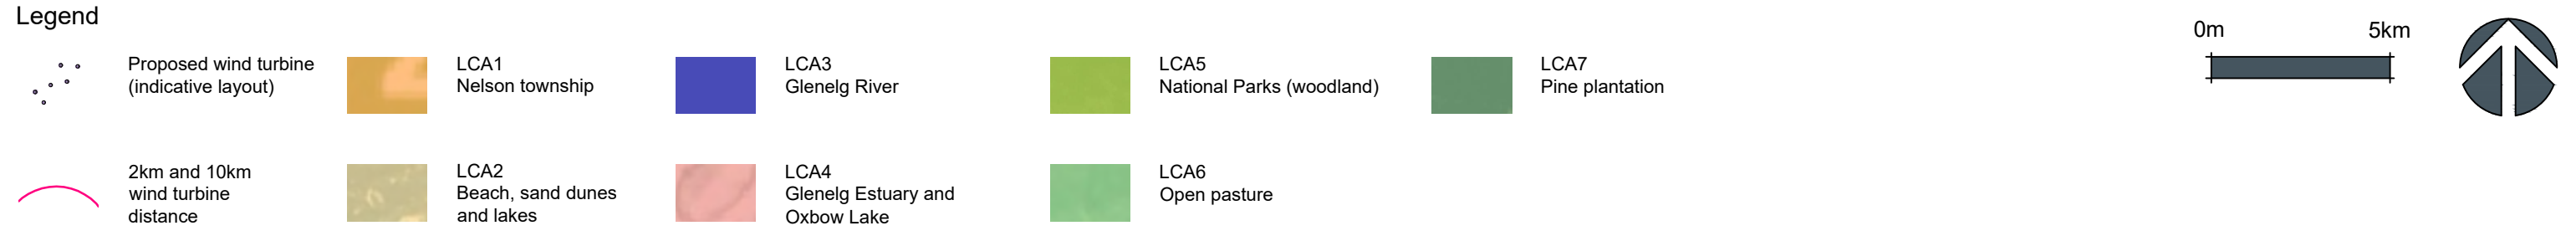 Legend
Proposed wind turbine
(indicative layout)
LCA1
Nelson township
LCA3
Glenelg River
LCA5
National Parks (woodland)
LCA7
Pine plantation
0m
5km
2km and 10km
wind turbine
distance
LCA2
Beach, sand dunes
and lakes
LCA4
Glenelg Estuary and
Oxbow Lake
LCA6
Open pasture